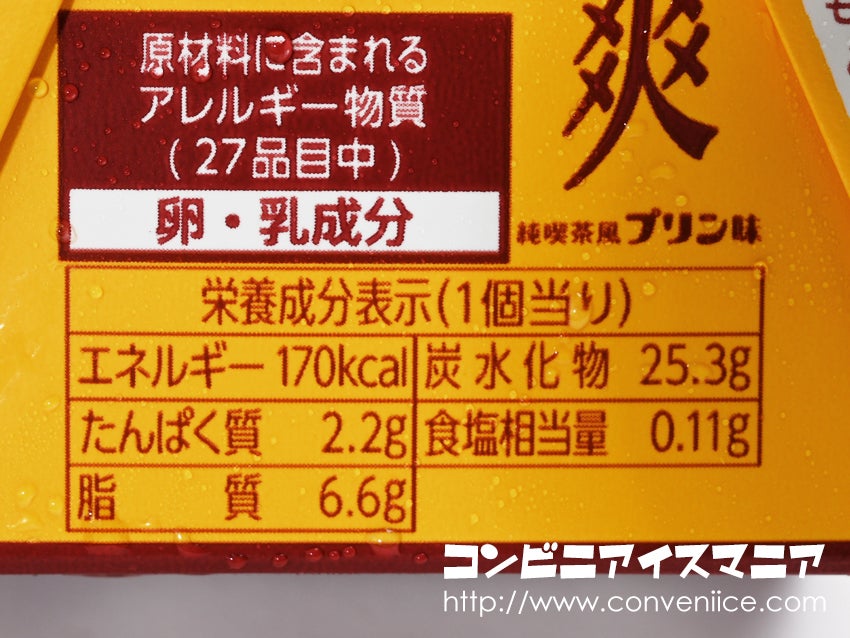 原材料に含まれる
アレルギー物質
(27品目中)
卵・乳成分
爽
純喫茶風プリン味
栄養成分表示(1個当り)
エネルギー 170kcal
炭水化物 25.3g
たんぱく質 2.2g
食塩相当量 0.11g
脂質 6.6g
コンビニアイスマニア
http://www.conveniice.com/